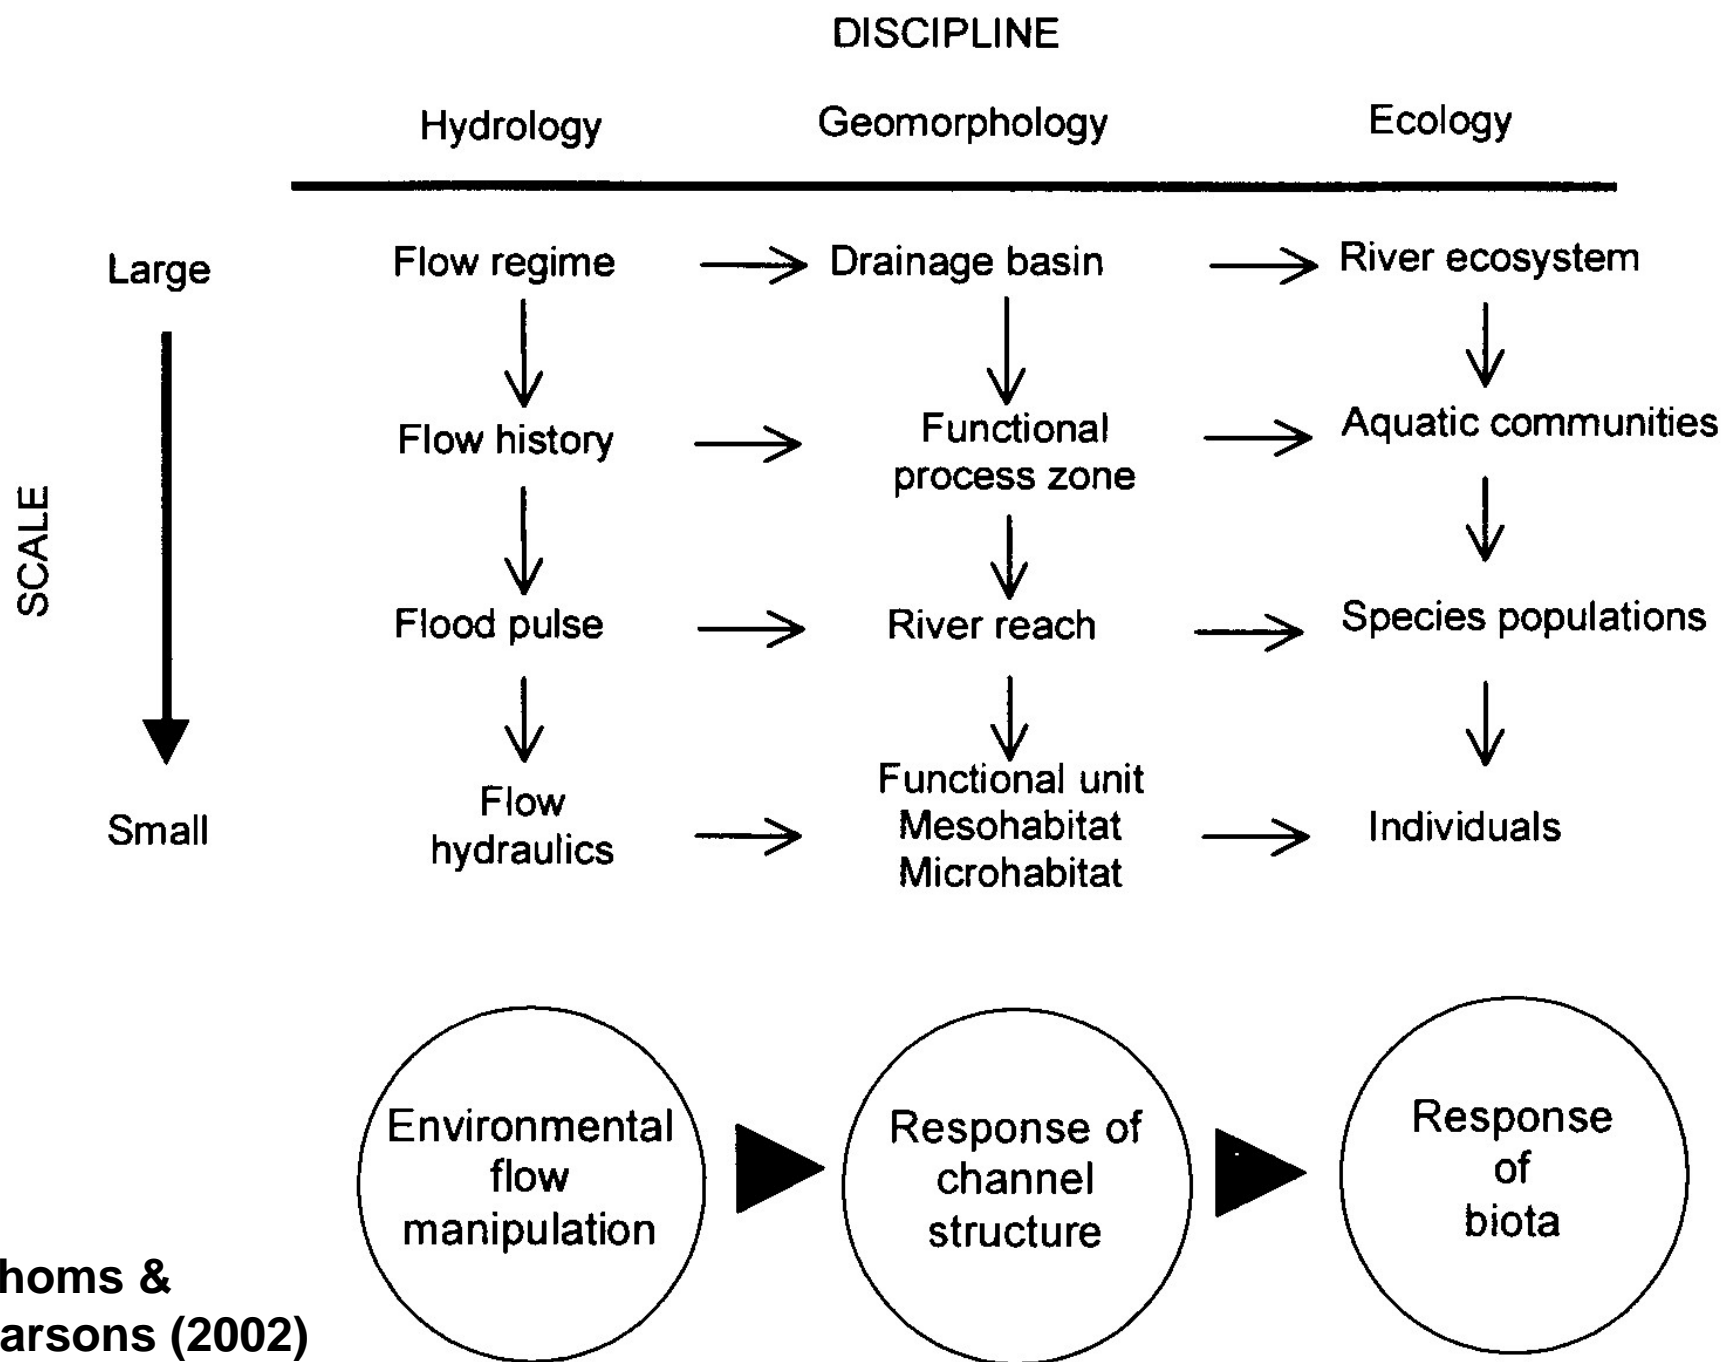 DISCIPLINE
Hydrology Geomorphology Ecology
SCALE
Large Flow regime Drainage basin River ecosystem
Flow history Functional process zone Aquatic communities
Flood pulse River reach Species populations
Small Flow hydraulics Functional unit Individuals
Mesohabitat
Microhabitat
Environmental
flow
manipulation
Response of
channel
structure
Response
of
biota
homs &
arsons (2002)